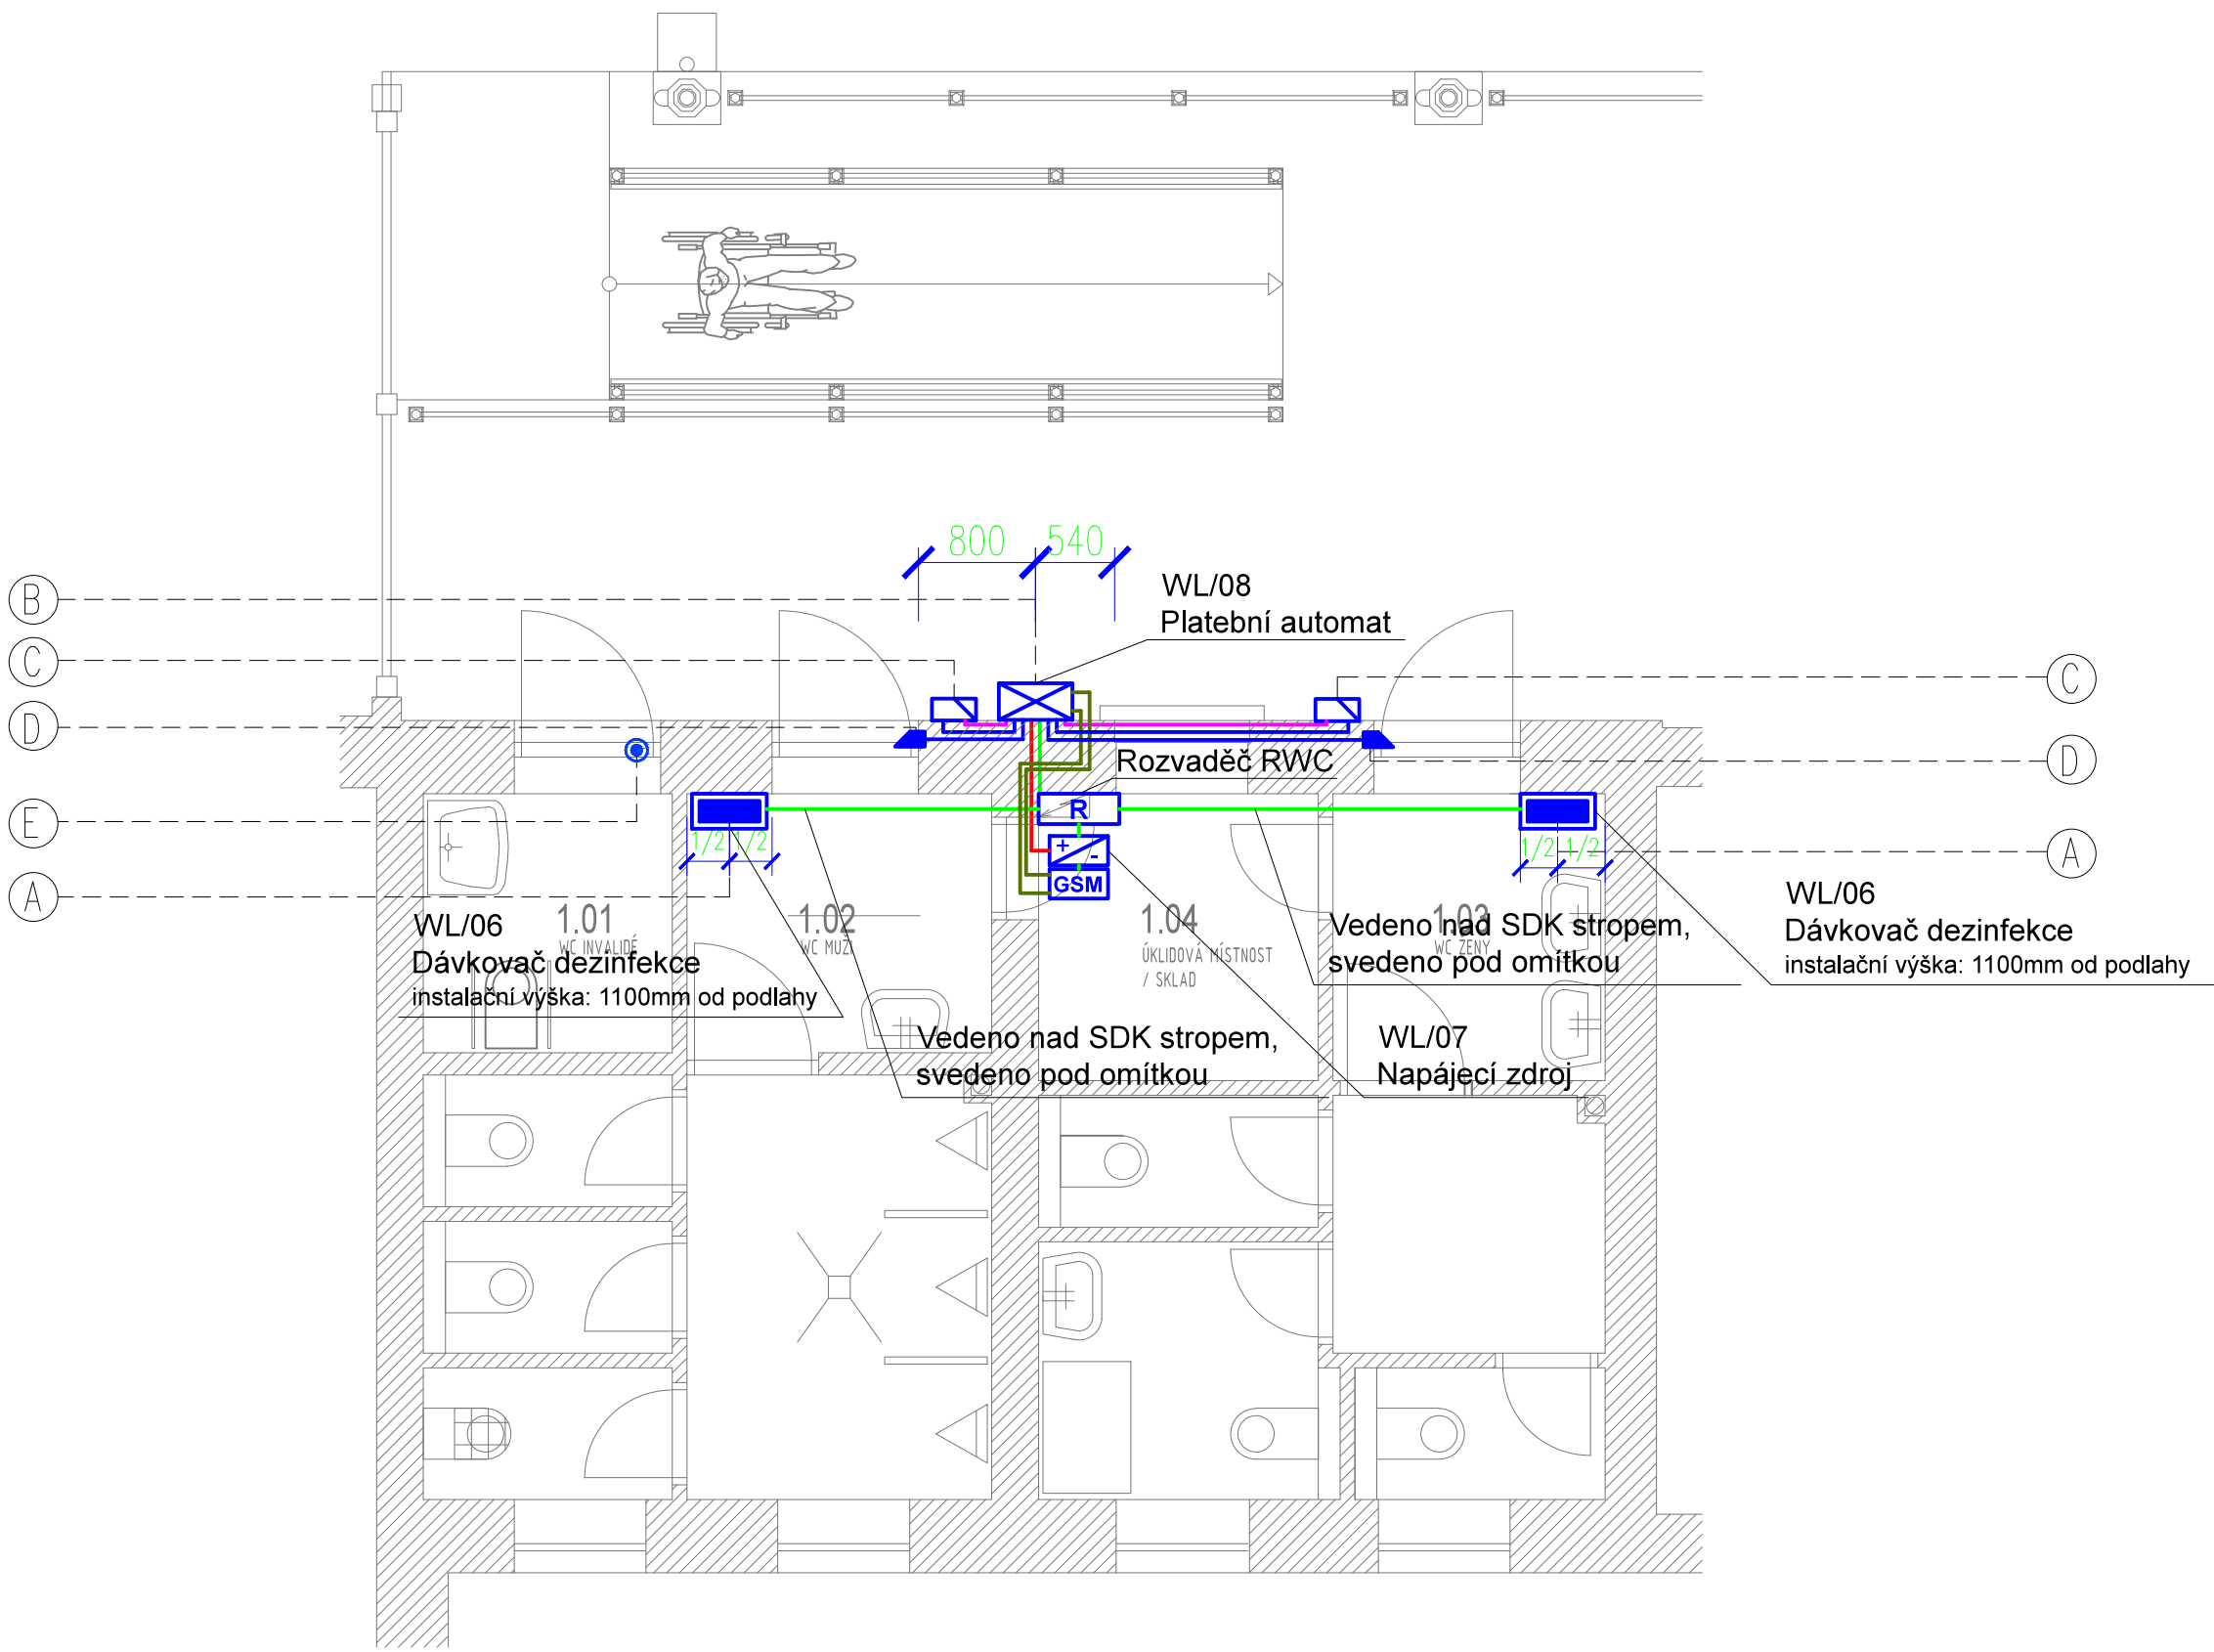 800
540
B
WL/08
Platební automat
C
C
D
D
Rozvaděč RWC
E
R
1/2
1/2
+
-
1/2
1/2
A
A
GSM
WL/06
Dávkovač dezinfekce
instalační výška: 1100mm od podlahy
1.01
WC INVALIDÉ
1.02
WC MUŽI
1.04
ÚKLIDOVÁ MÍSTNOST
/ SKLAD
1.03
WC ŽENY
Vedeno nad SDK stropem,
svedeno pod omítkou
WL/06
Dávkovač dezinfekce
instalační výška: 1100mm od podlahy
Vedeno nad SDK stropem,
svedeno pod omítkou
WL/07
Napájecí zdroj